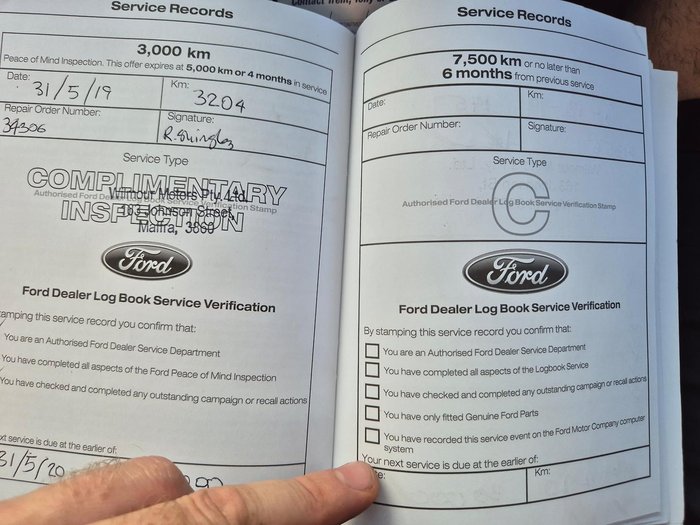 Service Records
3,000 km
Peace of Mind Inspection. This offer expires at 5,000 km or 4 months in service
Date: 31/5/19
Km: 3204
Repair Order Number: 34306
Signature:
Service Type
COMPLIMENTARY
INSPECTION
Authorised Ford Dealer Log Book Service Verification Stamp
Motors Pty. Ltd.
Street,
Maffra, 3860
Ford
Ford Dealer Log Book Service Verification
stamping this service record you confirm that:
You are an Authorised Ford Dealer Service Department
You have completed all aspects of the Ford Peace of Mind Inspection
You have checked and completed any outstanding campaign or recall actions
service is due at the earlier of:
31/5/20
Contact
Service Records
7,500 km or no later than
6 months from previous service
Date:
Km:
Repair Order Number:
Signature:
Service Type
C
Authorised Ford Dealer Log Book Service Verification Stamp
Ford
Ford Dealer Log Book Service Verification
By stamping this service record you confirm that:
You are an Authorised Ford Dealer Service Department
You have completed all aspects of the Logbook Service
You have checked and completed any outstanding campaign or recall actions
You have only fitted Genuine Ford Parts
You have recorded this service event on the Ford Motor Company computer
system
Your next service is due at the earlier of:
Km: